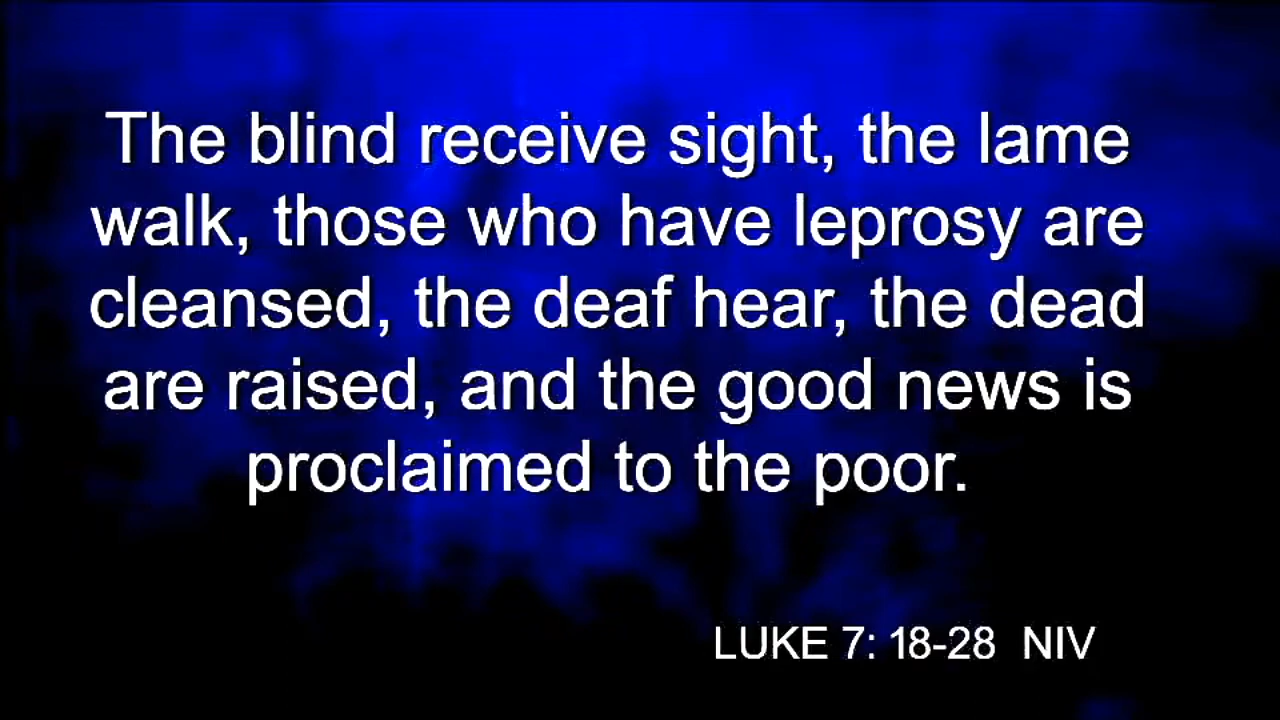 The blind receive sight, the lame
walk, those who have leprosy are
cleansed, the deaf hear, the dead
are raised, and the good news is
proclaimed to the poor.
LUKE 7: 18-28  NIV